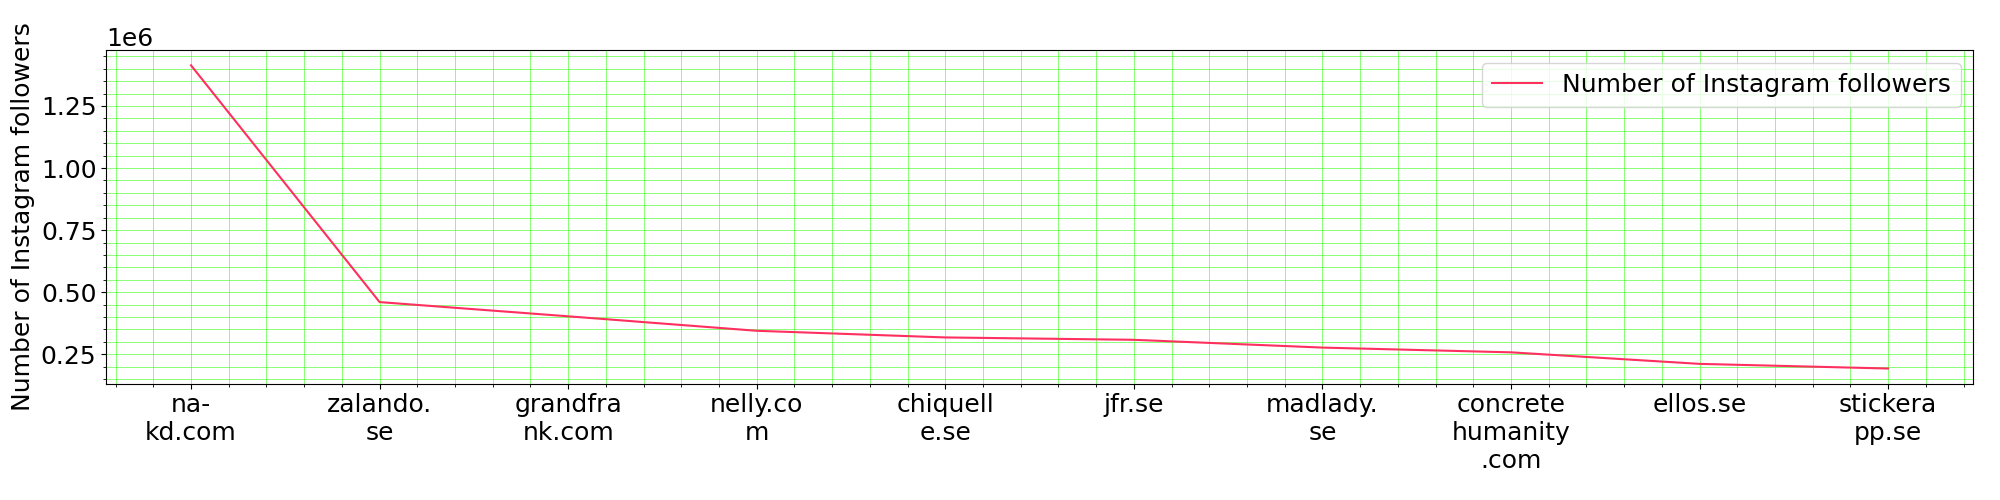 1e6
Number of Instagram followers
Number of Instagram followers
1.25
1.00
0.75
0.50
0.25
na-
kd.com
zalando.
se
grandfra
nk.com
nelly.co
m
chiquell
e.se
jfr.se
madlady.
se
concrete
humanity
.com
ellos.se
stickera
pp.se